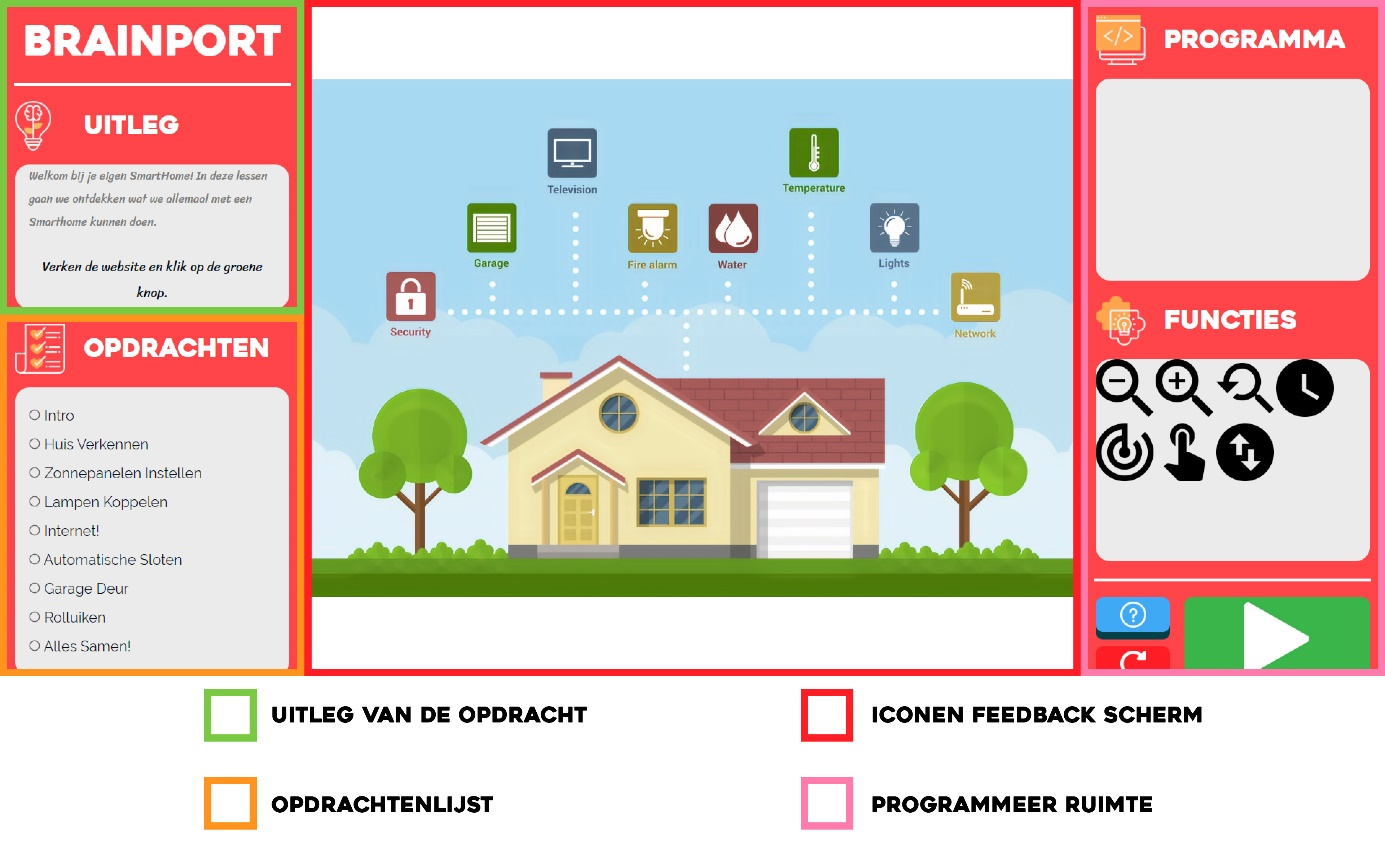 BRAINPORT
UITLEG
Welkom bij je eigen SmartHome! In deze lessen
gaan we ontdekken wat we allemaal met een
Smarthome kunnen doen.
Verken de website en klik op de groene
knop.
OPDRACHTEN
Intro
Huis Verkennen
Zonnepanelen Instellen
Lampen Koppelen
Internet!
Automatische Sloten
Garage Deur
Rolluiken
Alles Samen!
Television
Temperature
Garage
Fire alarm
Water
Lights
Security
Network
PROGRAMMA
FUNCTIES
UITLEG VAN DE OPDRACHT
ICONEN FEEDBACK SCHERM
OPDRACHTENLIJST
PROGRAMMEER RUIMTE